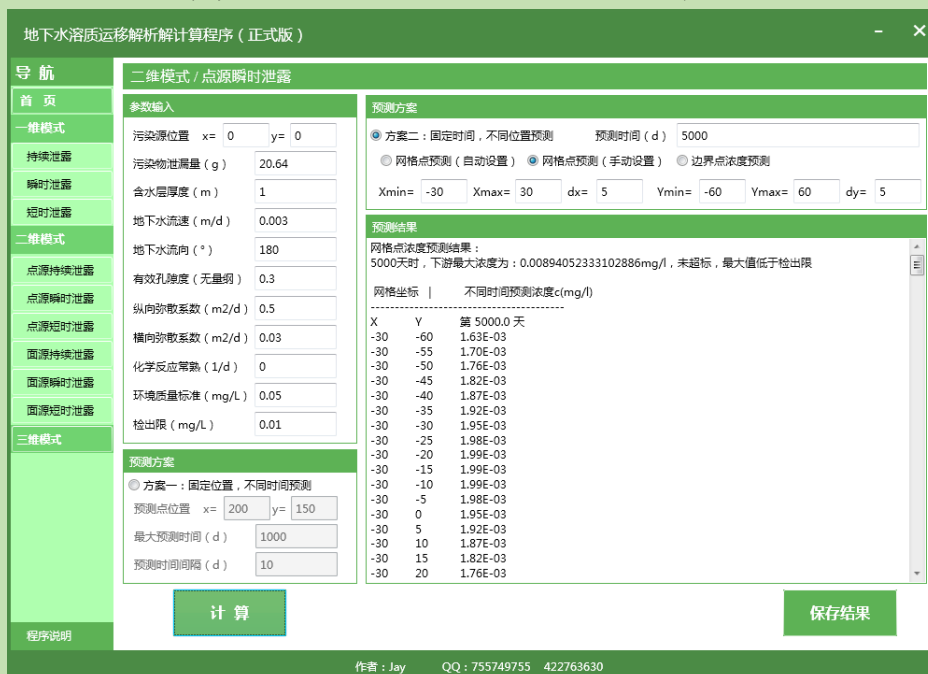 地下水溶质运移解析解计算程序（正式版）
导 航
首 页
一维模式
持续泄露
瞬时泄露
短时泄露
二维模式
点源持续泄露
点源瞬时泄露
点源短时泄露
面源持续泄露
面源瞬时泄露
面源短时泄露
三维模式
程序说明
二维模式 / 点源瞬时泄露
参数输入
污染源位置 x= 0 y= 0
污染物泄漏量（g） 20.64
含水层厚度（m） 1
地下水流速（m/d） 0.003
地下水流向（°） 180
有效孔隙度（无量纲） 0.3
纵向弥散系数（m2/d） 0.5
横向弥散系数（m2/d） 0.03
化学反应常熟（1/d） 0
环境质量标准（mg/L） 0.05
检出限（mg/L） 0.01
预测方案
方案一：固定位置，不同时间预测
预测点位置 x= 200 y= 150
最大预测时间（d） 1000
预测时间间隔（d） 10
计 算
预测方案
方案二：固定时间，不同位置预测 预测时间（d） 5000
网格点预测（自动设置） 网格点预测（手动设置） 边界点浓度预测
Xmin= -30 Xmax= 30 dx= 5 Ymin= -60 Ymax= 60 dy= 5
预测结果
网格点浓度预测结果：
5000天时，下游最大浓度为：0.00894052333102886mg/l，未超标，最大值低于检出限
网格坐标 | 不同时间预测浓度c(mg/l)
------------------------------------------------
X Y 第 5000.0 天
-30 -60 1.63E-03
-30 -55 1.70E-03
-30 -50 1.76E-03
-30 -45 1.82E-03
-30 -40 1.87E-03
-30 -35 1.92E-03
-30 -30 1.95E-03
-30 -25 1.98E-03
-30 -20 1.99E-03
-30 -15 1.99E-03
-30 -10 1.99E-03
-30 -5 1.98E-03
-30 0 1.95E-03
-30 5 1.92E-03
-30 10 1.87E-03
-30 15 1.82E-03
-30 20 1.76E-03
保存结果
作者：Jay QQ：755749755 422763630